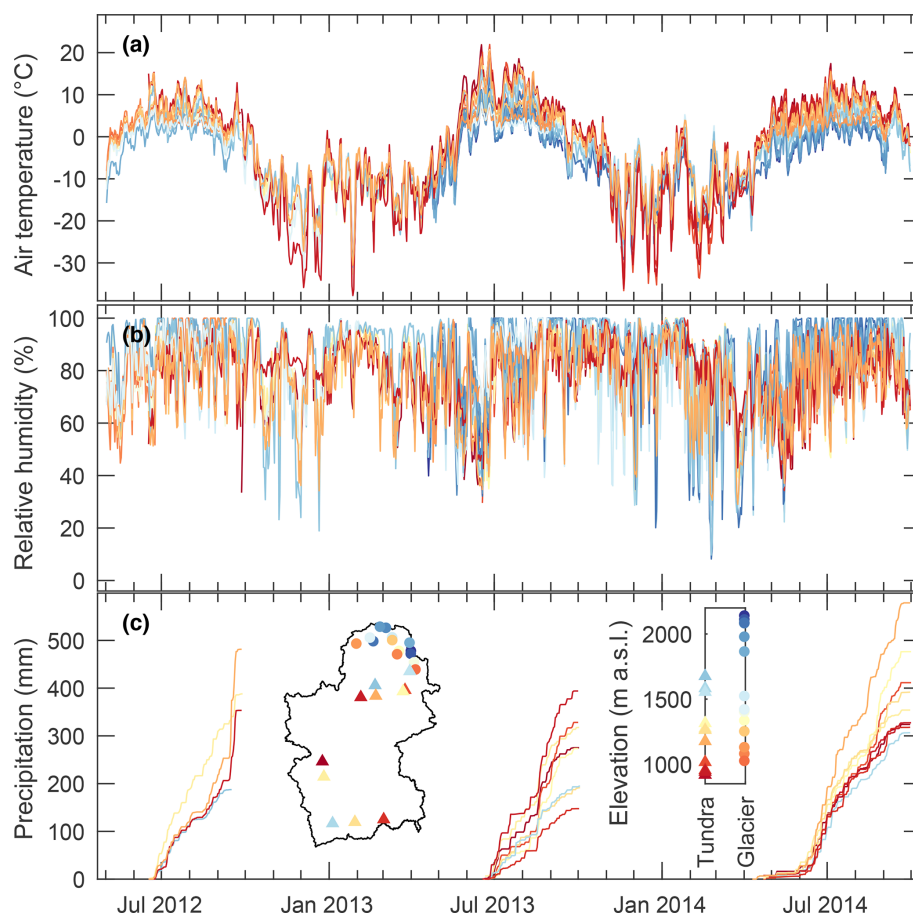 (a)
Air temperature (°C)
20
10
0
-10
-20
-30
(b)
Relative humidity (%)
100
80
60
40
20
0
(c)
Precipitation (mm)
500
400
300
200
100
0
Elevation (m a.s.l.)
2000
1500
1000
Tundra
Glacier
Jul 2012
Jan 2013
Jul 2013
Jan 2014
Jul 2014